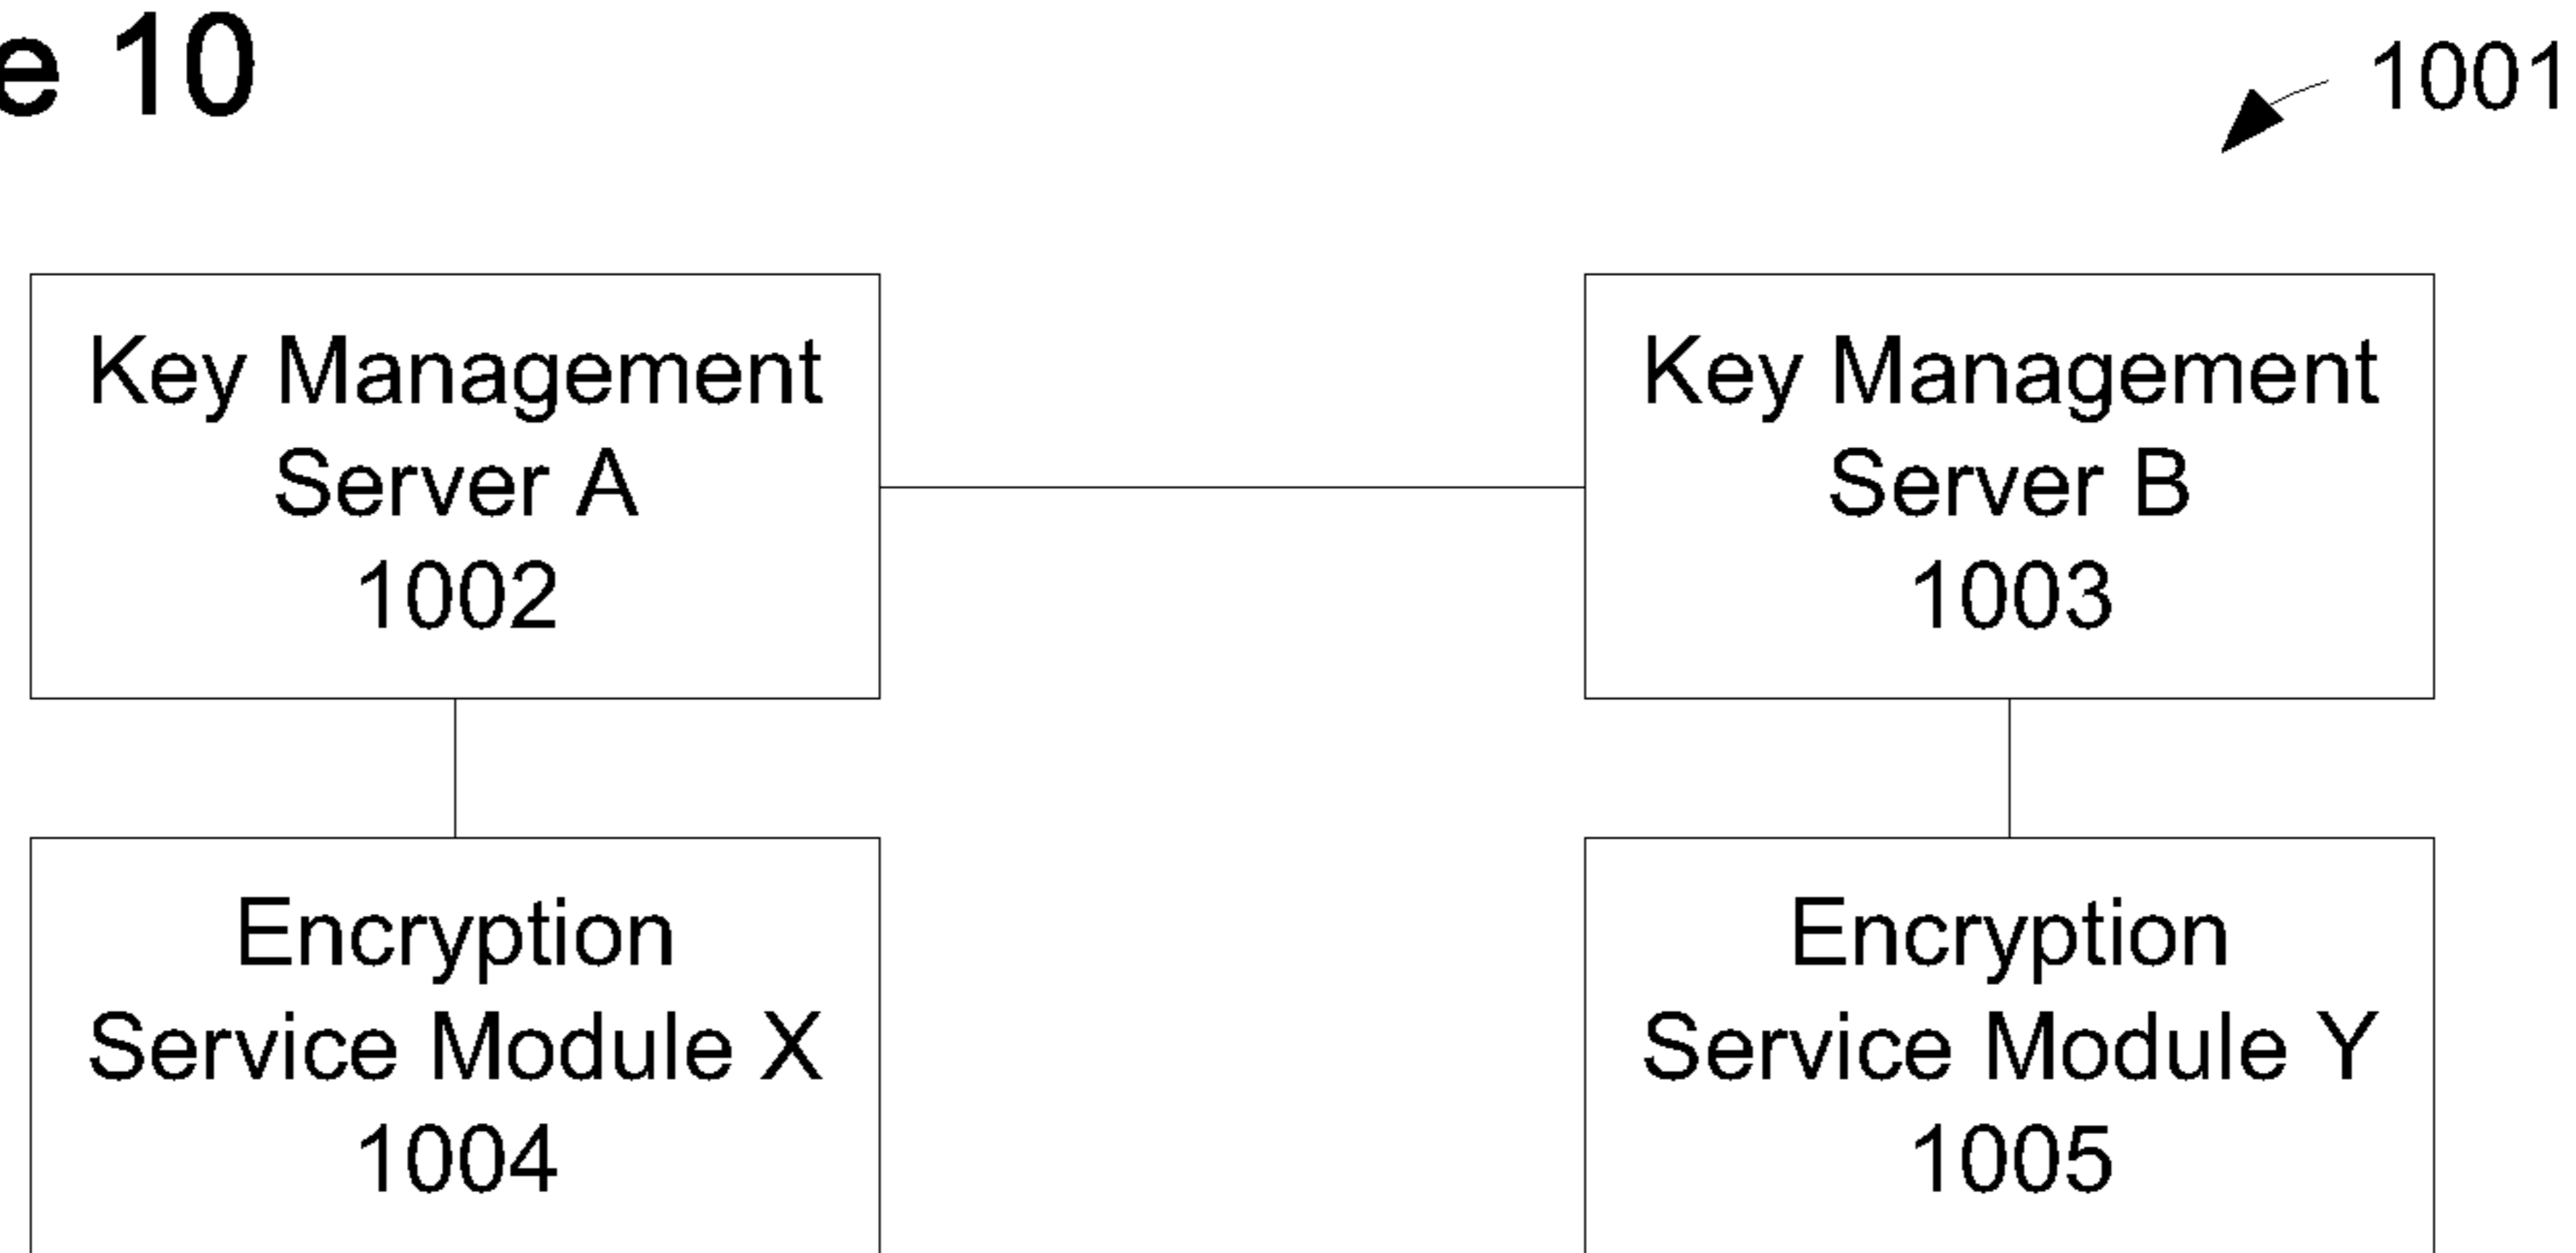 e 10
1001
Key Management
Server A
1002
Key Management
Server B
1003
Encryption
Service Module X
1004
Encryption
Service Module Y
1005